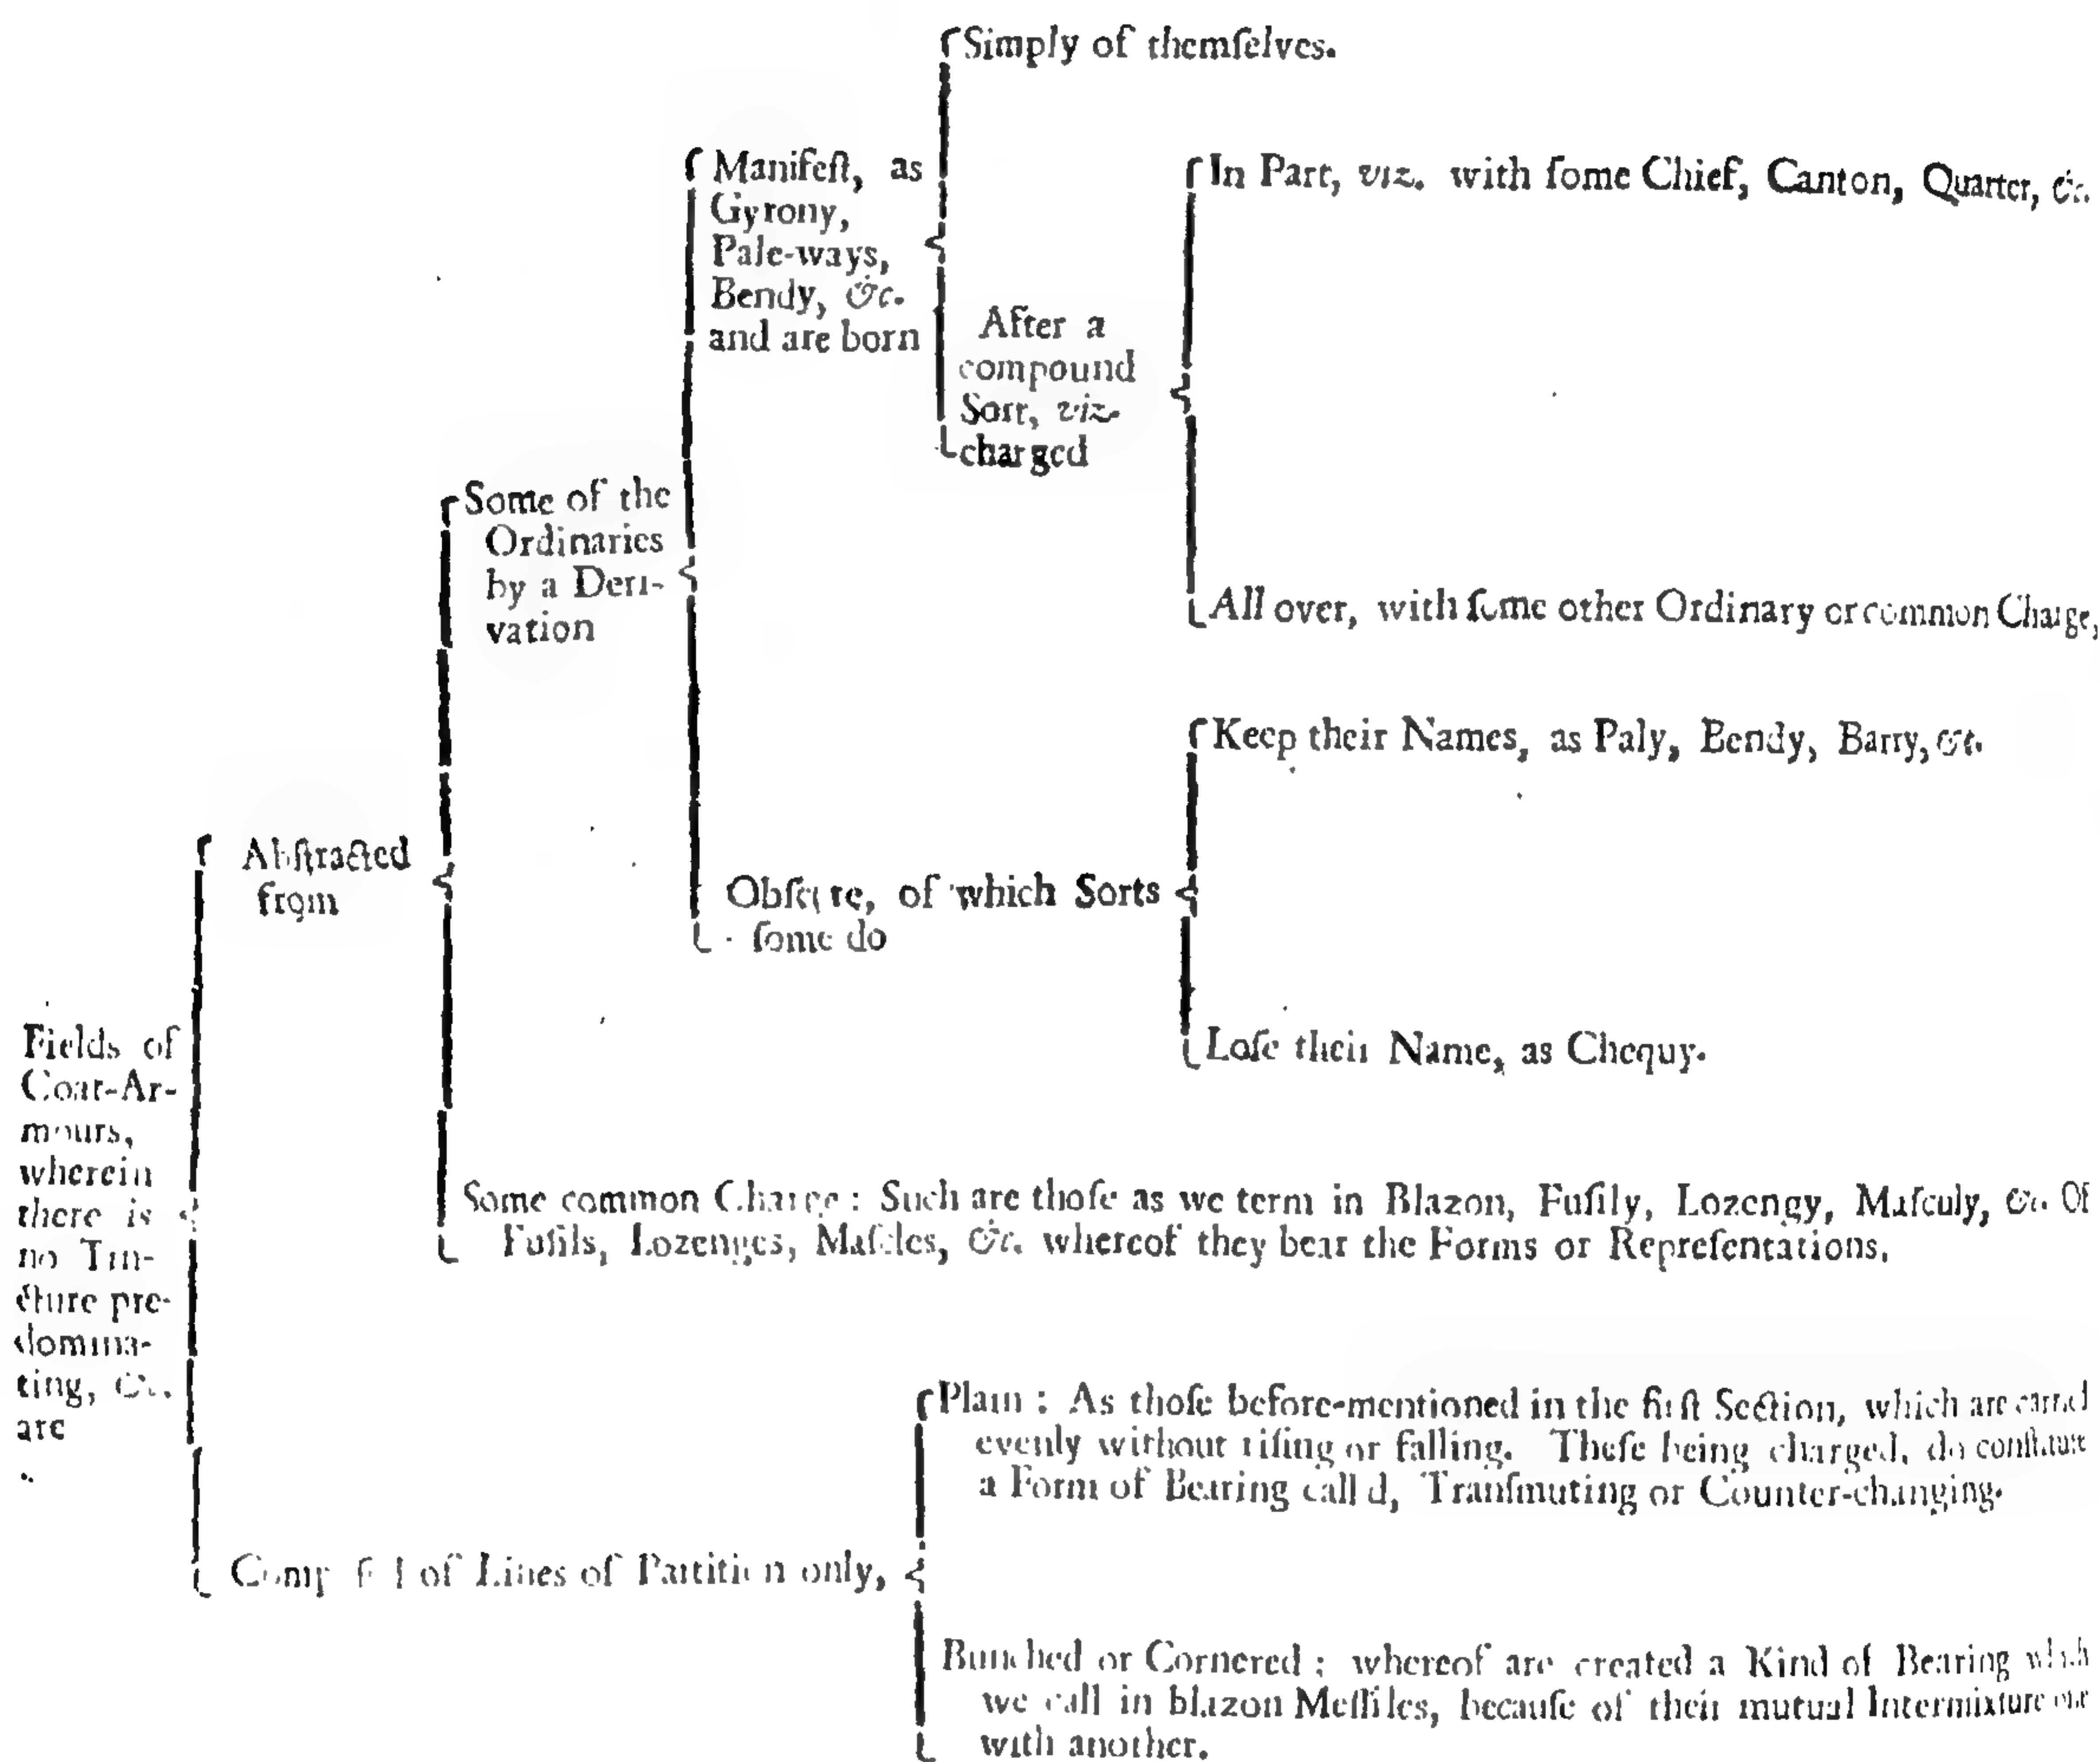 Simply of themſelves.
Manifeſt, as
Gyrony,
Pale-ways,
Bendy, &c.
and are born
In Part, viz. with ſome Chief, Canton, Quarter, &c.
After a
compound
Sort, viz.
charged
All over, with ſome other Ordinary or common Charge,
Some of the
Ordinaries
by a Deri-
vation
Keep their Names, as Paly, Bendy, Barry, &c.
Obſcure, of which Sorts
ſome do
Loſe their Name, as Chequy.
Abſtracted
from
Some common Charge: Such are thoſe as we term in Blazon, Fuſily, Lozengy, Maſculy, &c. Of
Fuſils, Lozenges, Maſcles, &c. whereof they bear the Forms or Repreſentations.
Fields of
Coat-Ar-
mours,
wherein
there is
no Tin-
cture pre-
domina-
ting, &c.
are
Plain: As thoſe before-mentioned in the firſt Section, which are carried
evenly without riſing or falling. Theſe being charged, do conſtitute
a Form of Bearing call'd, Tranſmuting or Counter-changing.
Compoſed of Lines of Partition only,
Bunched or Cornered; whereof are created a Kind of Bearing which
we call in blazon Meſſiles, becauſe of their mutual Intermixture one
with another.